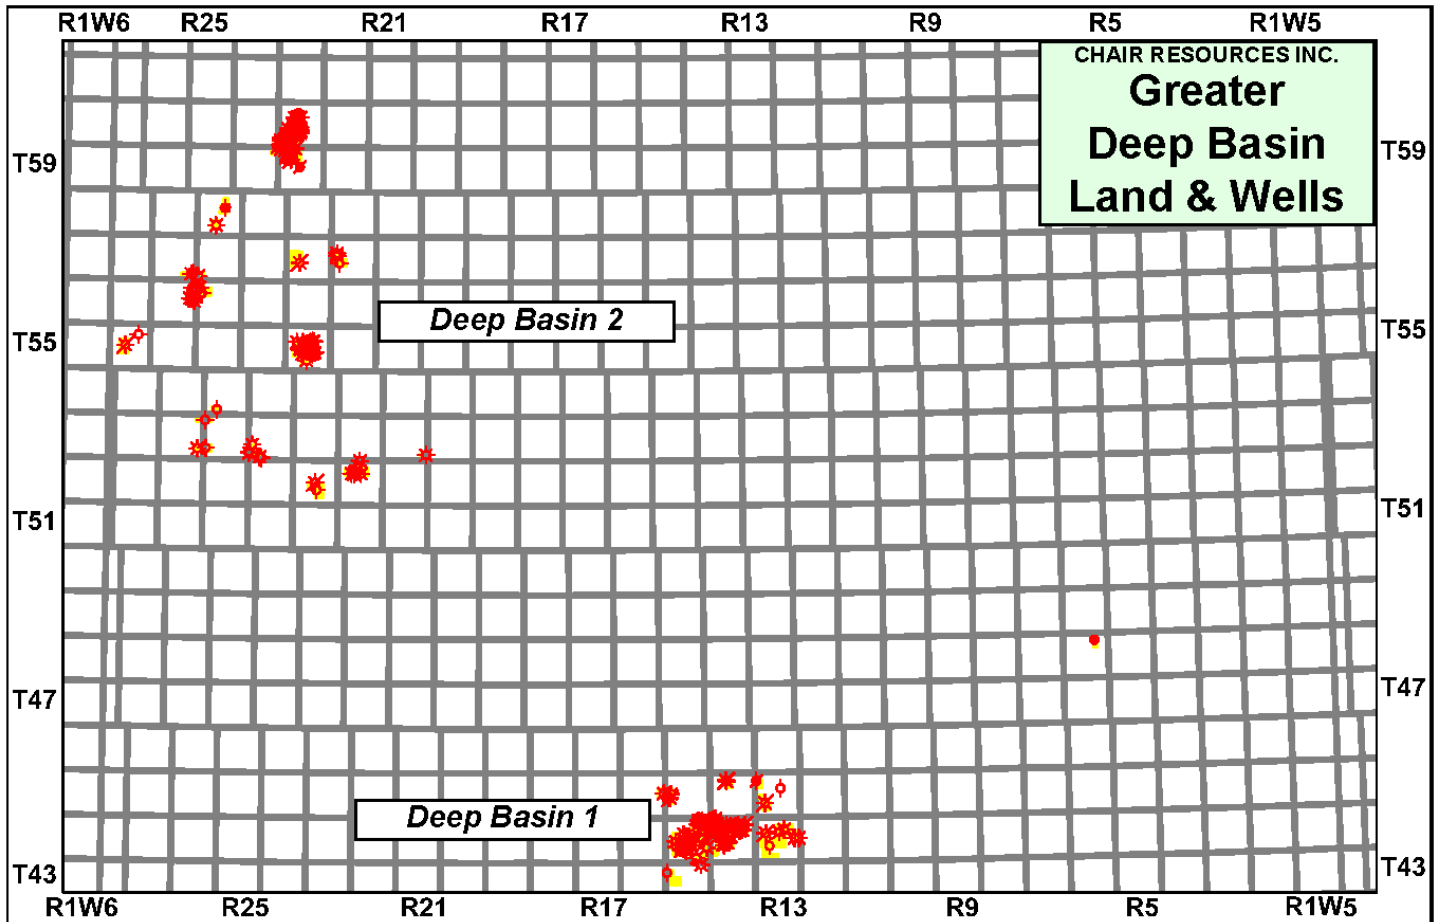 R1W6 R25 R21 R17 R13 R9 R5 R1W5
CHAIR RESOURCES INC.
Greater
Deep Basin
Land & Wells
T59 T59
Deep Basin 2
T55 T55
T51 T51
T47 T47
Deep Basin 1
T43 T43
R1W6 R25 R21 R17 R13 R9 R5 R1W5